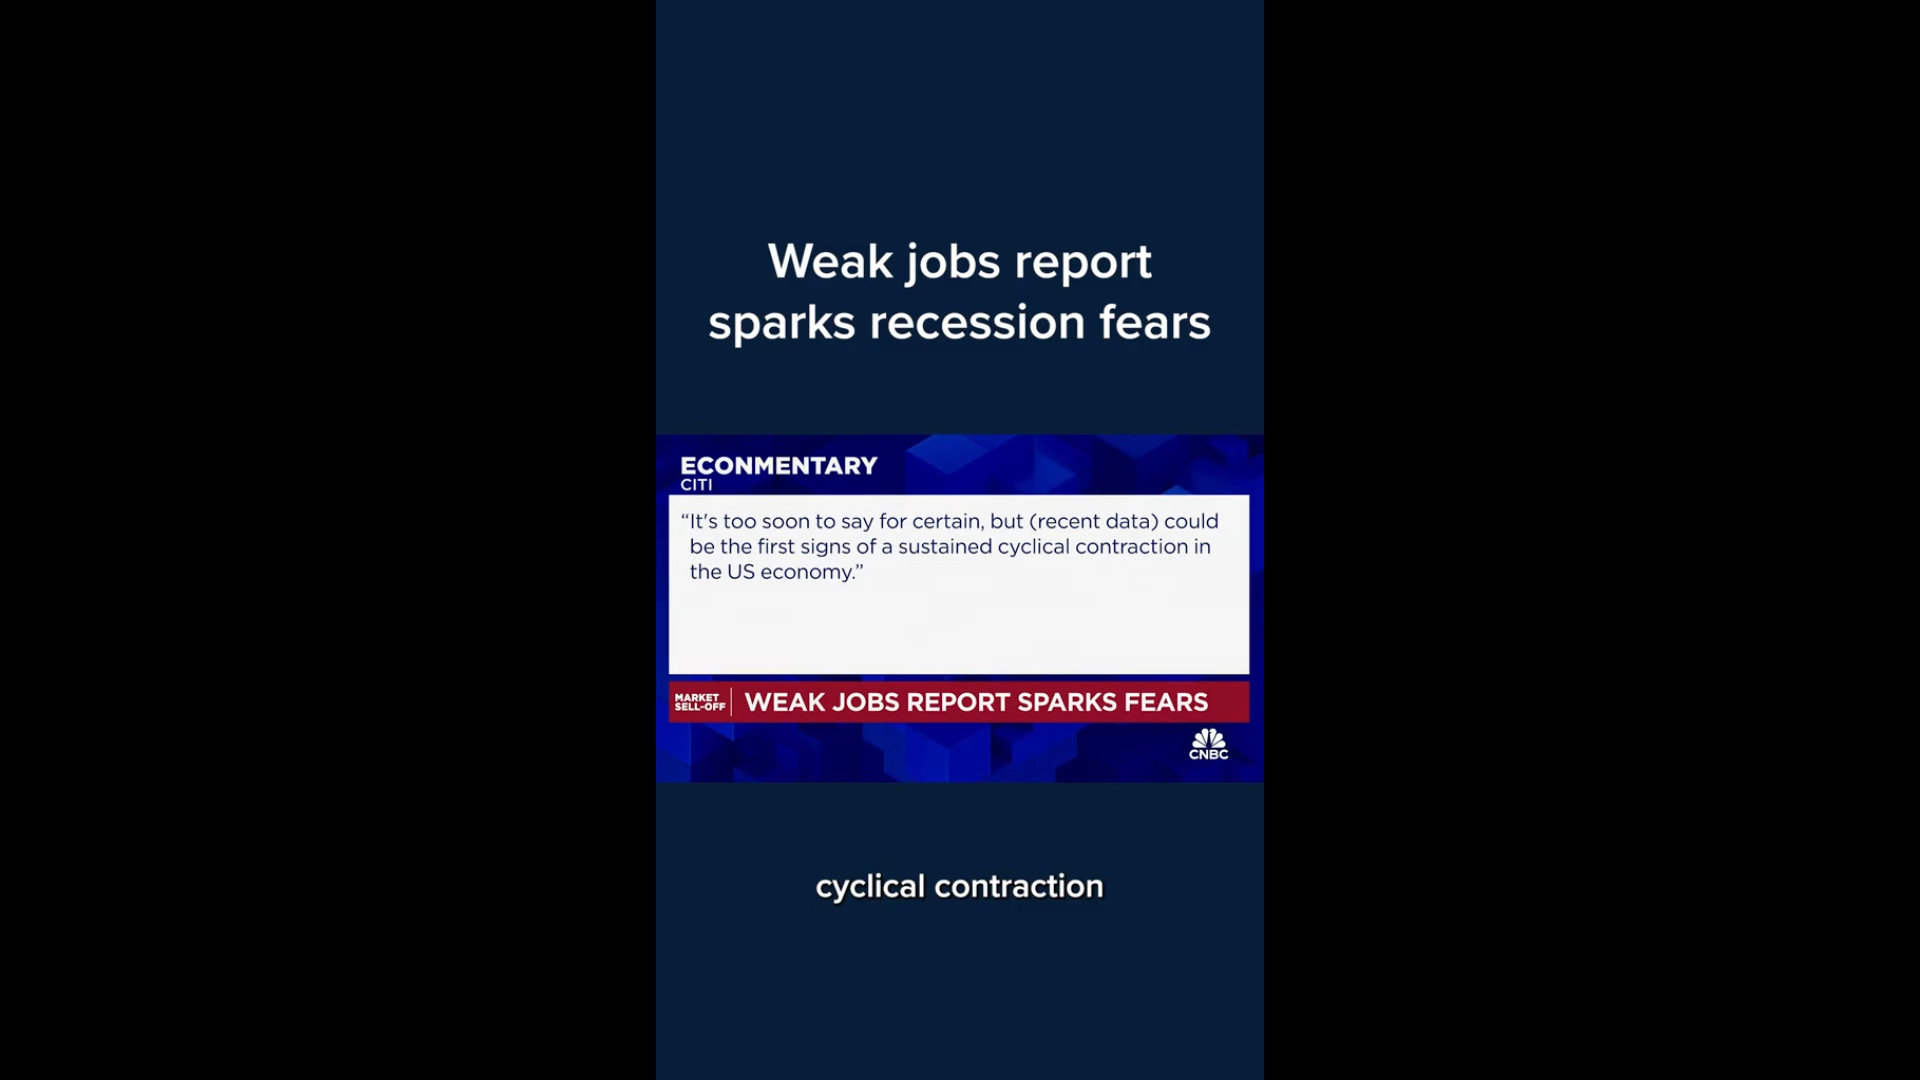 Weak jobs report
sparks recession fears
ECONMENTARY
CITI
“It's too soon to say for certain, but (recent data) could
be the first signs of a sustained cyclical contraction in
the US economy.”
MARKET
SELL-OFF
WEAK JOBS REPORT SPARKS FEARS
CNBC
cyclical contraction